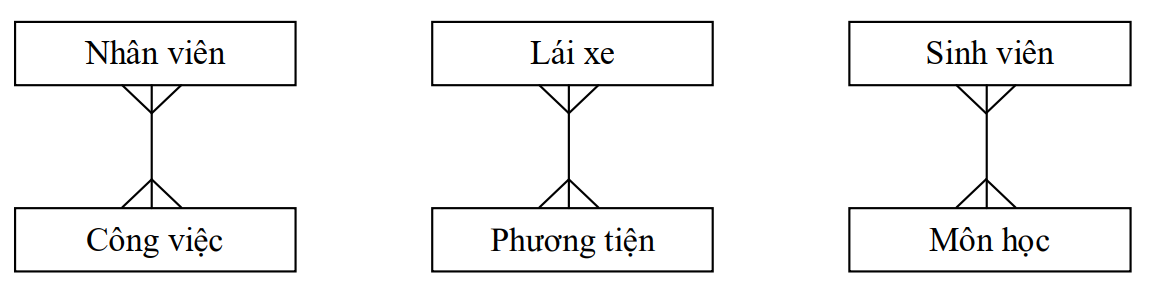 Nhân viên
Lái xe
Sinh viên
Công việc
Phương tiện
Môn học